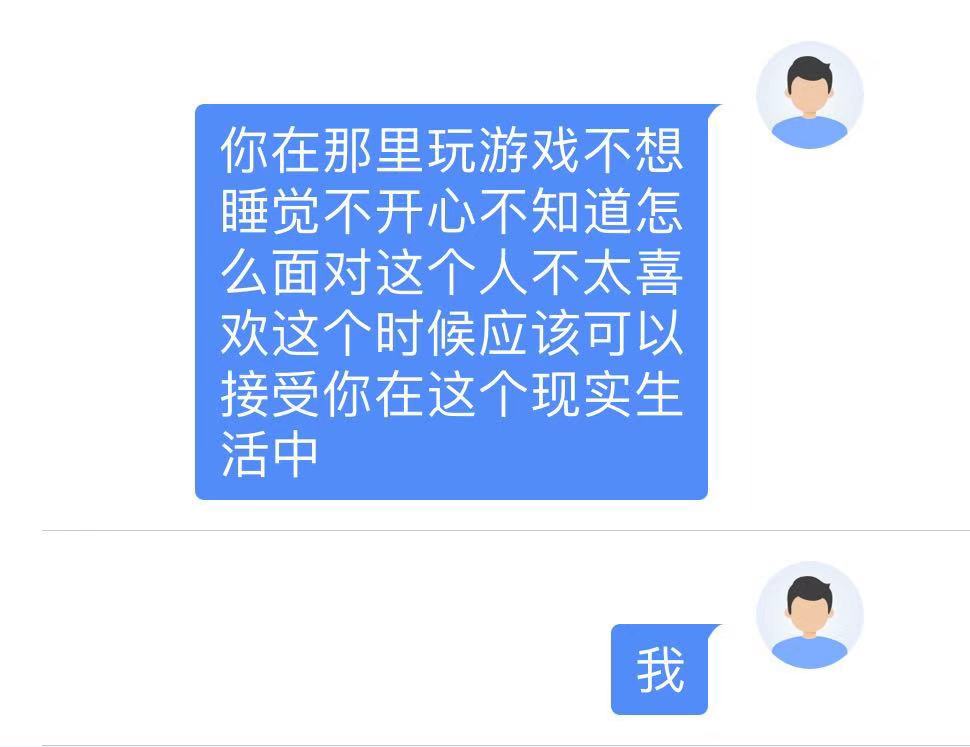 你在那里玩游戏不想
睡觉不开心不知道怎
么面对这个人不太喜
欢这个时候应该可以
接受你在这个现实生
活中
我